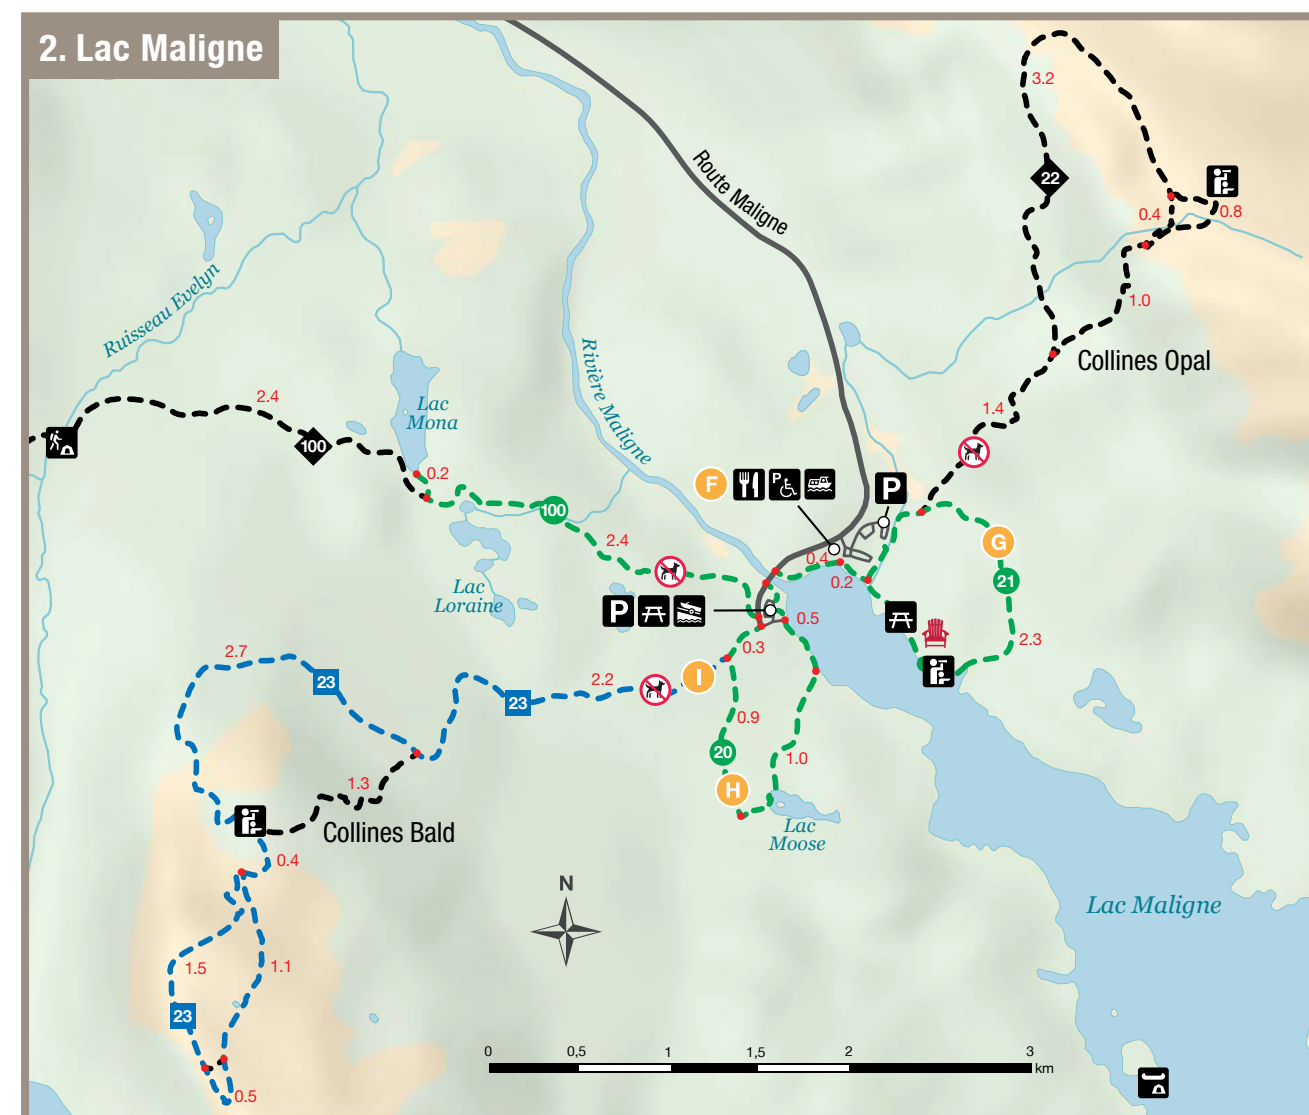 2. Lac Maligne
3.2
Route Maligne
22
0.4
0.8
Ruisseau Evelyn
1.0
Rivière Maligne
Collines Opal
2.4
Lac
Mona
1.4
100
0.2
F
P
P
100
G
2.4
0.4
0.2
21
Lac
Loraine
P
0.5
2.3
0.3
2.7
I
23
2.2
23
0.9
20
1.0
1.3
H
Collines Bald
Lac
Moose
0.4
N
Lac Maligne
1.5
1.1
23
0 0,5 1 1,5 2 3
km
0.5